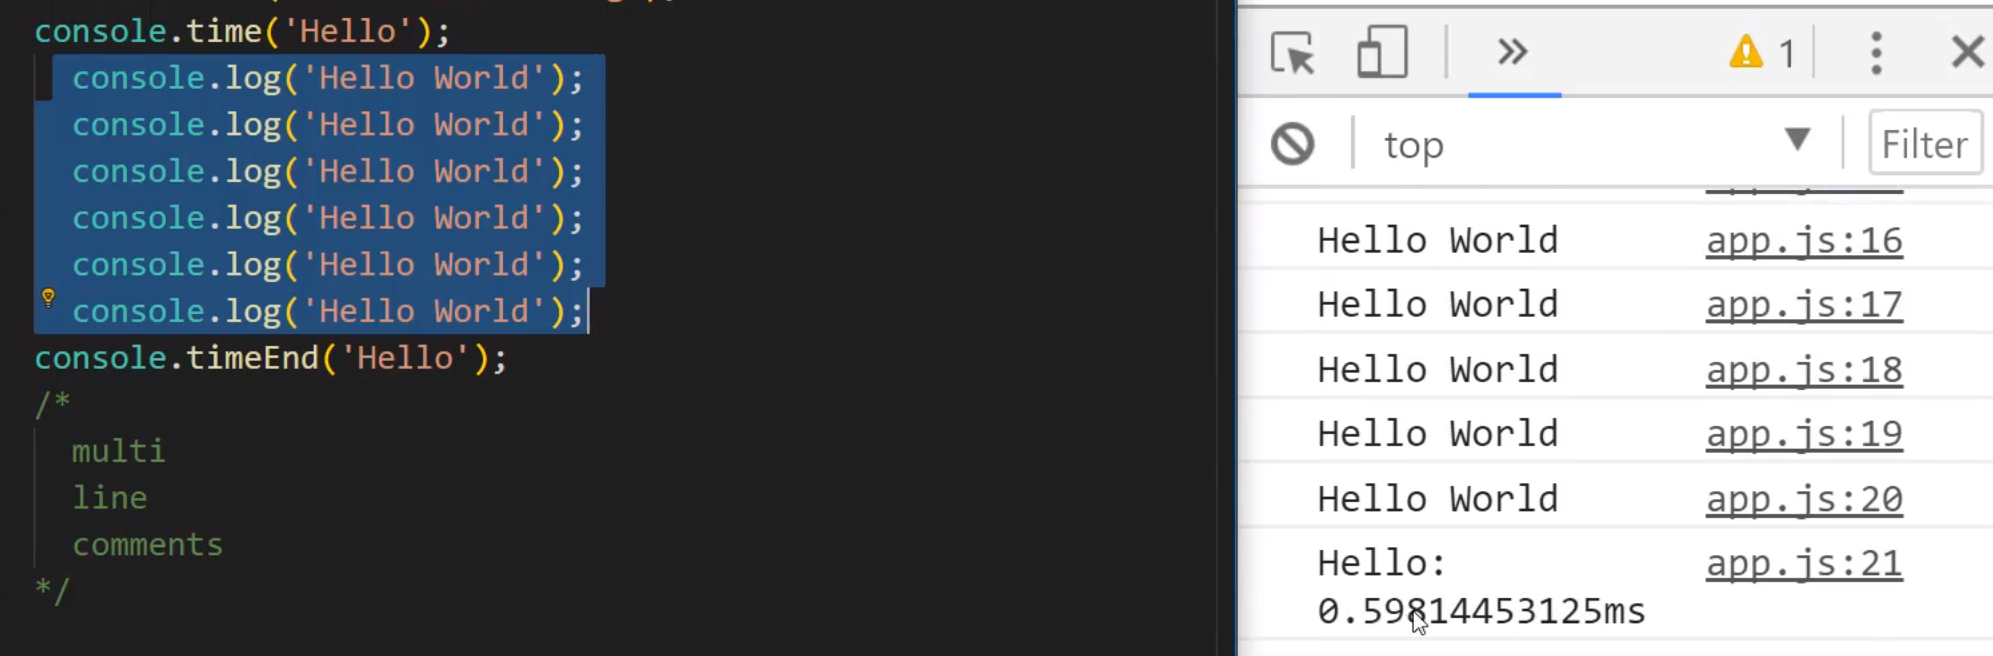 console.time('Hello');
console.log('Hello World');
console.log('Hello World');
console.log('Hello World');
console.log('Hello World');
console.log('Hello World');
console.log('Hello World');
console.timeEnd('Hello');
/*
multi
line
comments
*/
1
top
Filter
Hello World app.js:16
Hello World app.js:17
Hello World app.js:18
Hello World app.js:19
Hello World app.js:20
Hello: app.js:21
0.59814453125ms